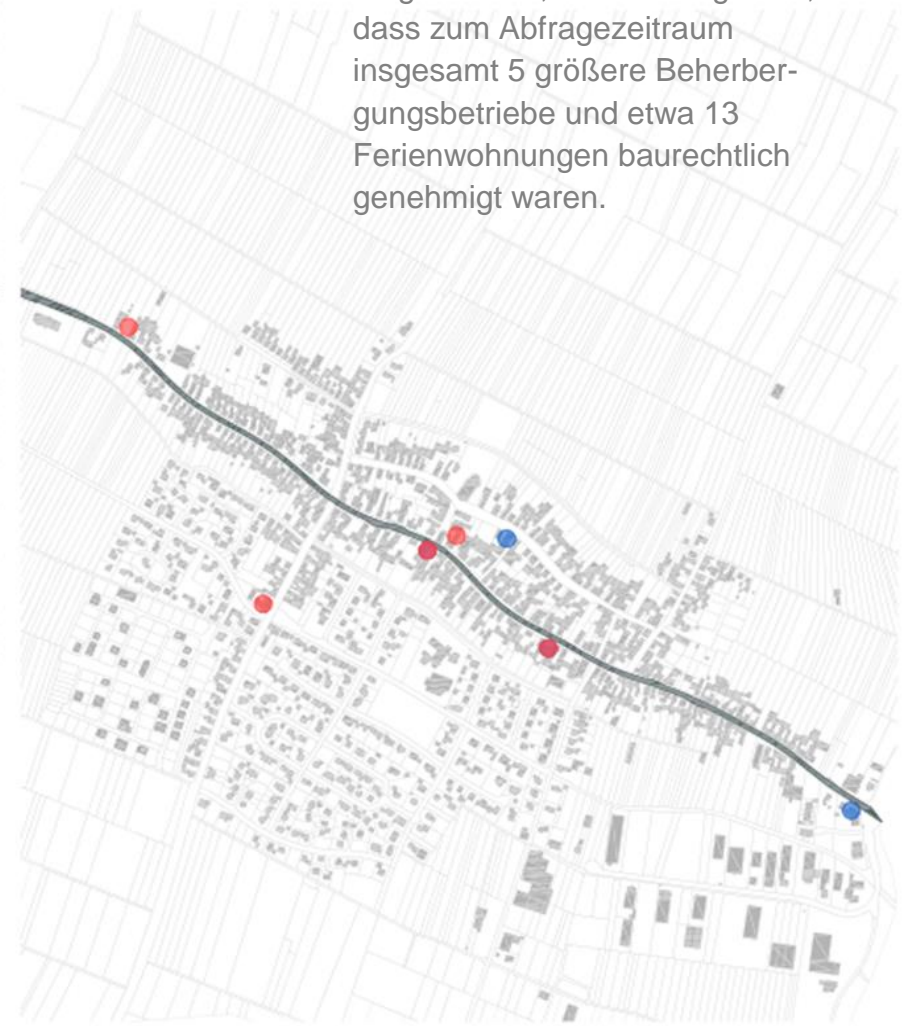 dass zum Abfragezeitraum
insgesamt 5 größere Beherber-
gungsbetriebe und etwa 13
Ferienwohnungen baurechtlich
genehmigt waren.